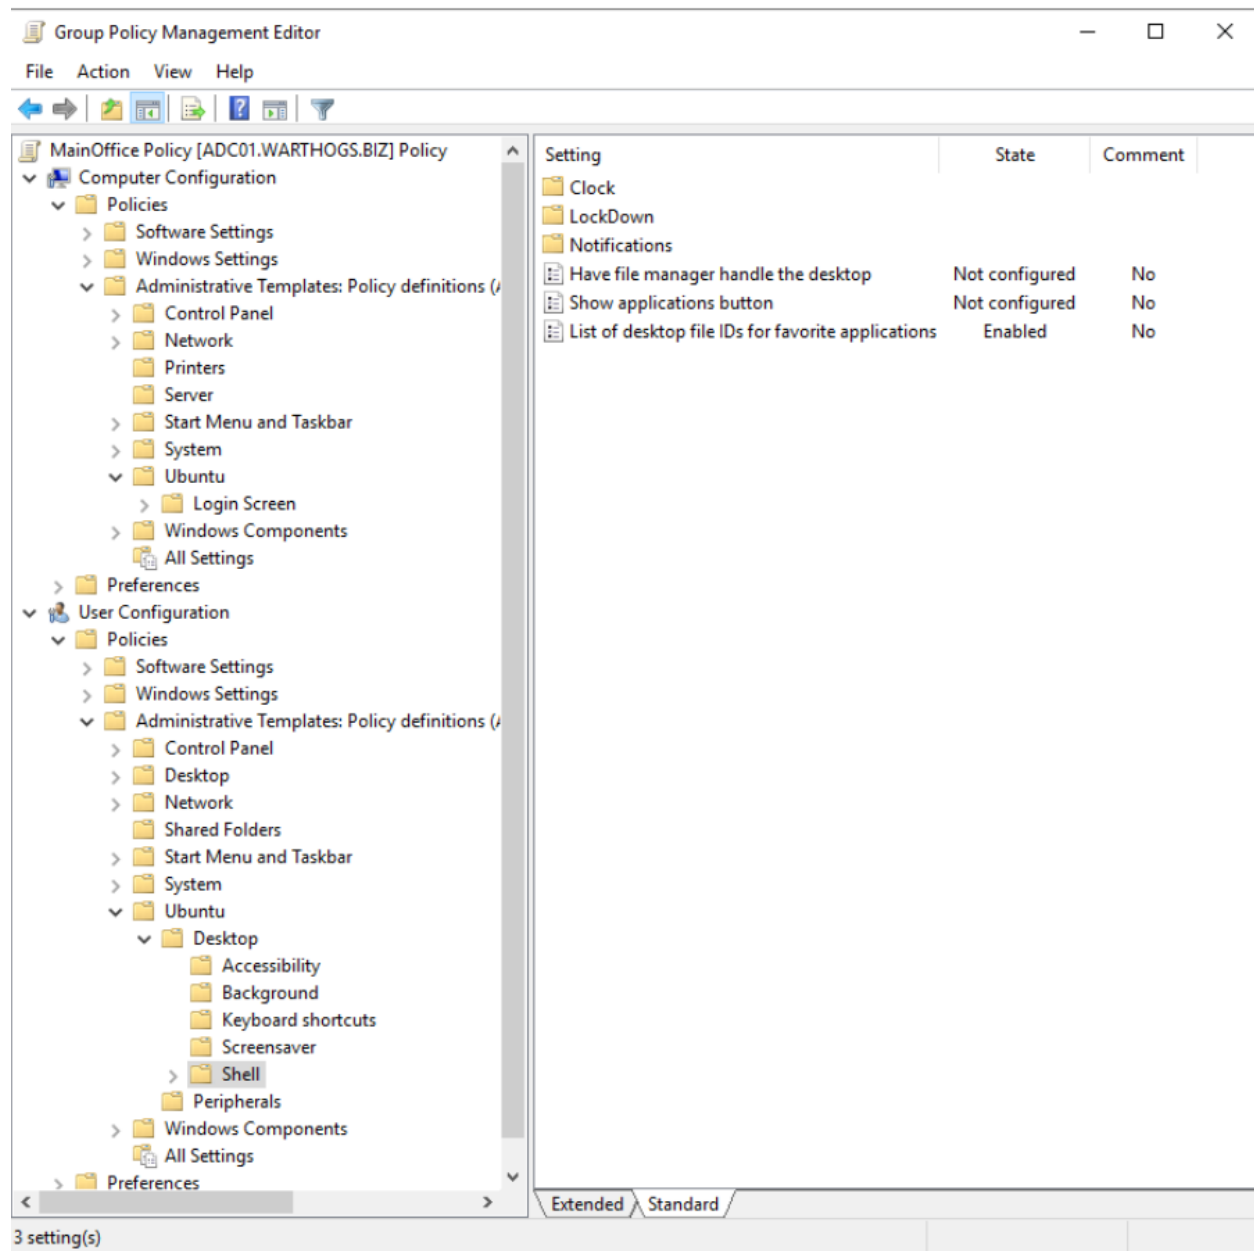 Group Policy Management Editor
File Action View Help
MainOffice Policy [ADC01.WARTHOGS.BIZ] Policy
Computer Configuration
Policies
Software Settings
Windows Settings
Administrative Templates: Policy definitions (
Control Panel
Network
Printers
Server
Start Menu and Taskbar
System
Ubuntu
Login Screen
Windows Components
All Settings
Preferences
User Configuration
Policies
Software Settings
Windows Settings
Administrative Templates: Policy definitions (
Control Panel
Desktop
Network
Shared Folders
Start Menu and Taskbar
System
Ubuntu
Desktop
Accessibility
Background
Keyboard shortcuts
Screensaver
Shell
Peripherals
Windows Components
All Settings
Preferences
Setting State Comment
Clock
LockDown
Notifications
Have file manager handle the desktop Not configured No
Show applications button Not configured No
List of desktop file IDs for favorite applications Enabled No
Extended Standard
3 setting(s)